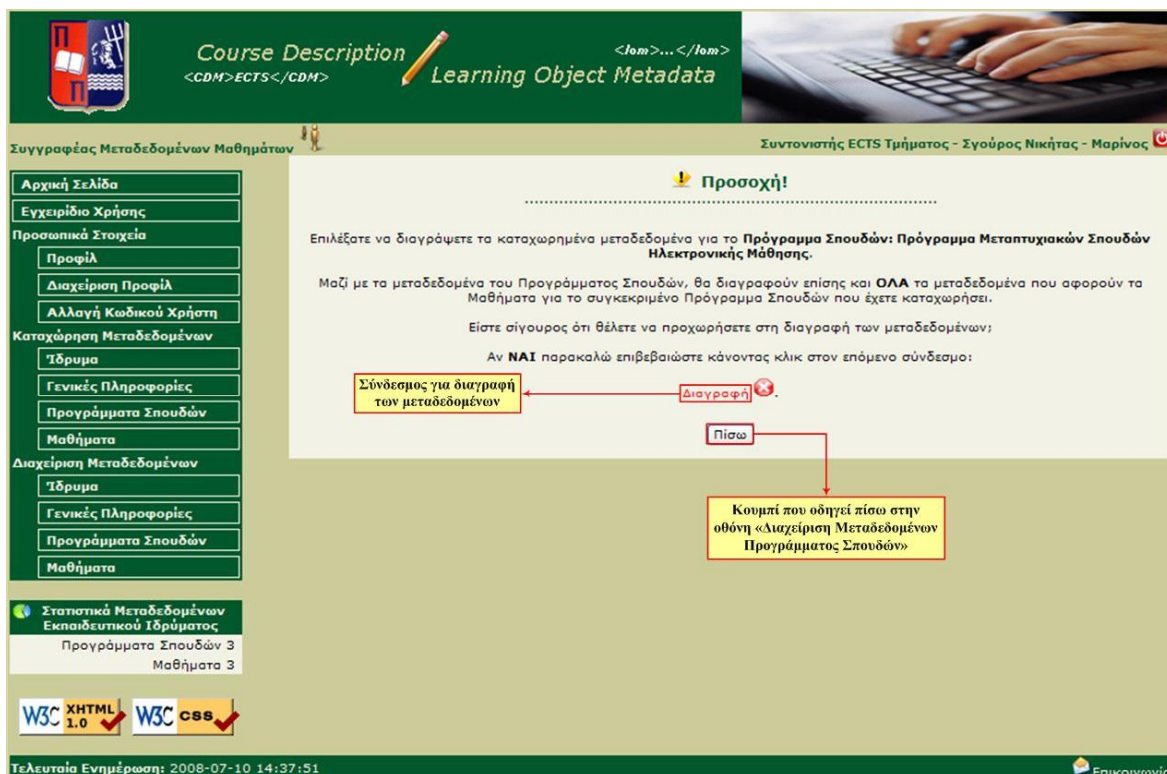 Π
Π
Course Description
<CDM>ECTS</CDM>
<lom>...</lom>
Learning Object Metadata
Συγγραφέας Μεταδεδομένων Μαθημάτων
Συντονιστής ECTS Τμήματος - Σγούρος Νικήτας - Μαρίνος
Αρχική Σελίδα
Εγχειρίδιο Χρήσης
Προσωπικά Στοιχεία
Προφίλ
Διαχείριση Προφίλ
Αλλαγή Κωδικού Χρήστη
Καταχώρηση Μεταδεδομένων
Ίδρυμα
Γενικές Πληροφορίες
Προγράμματα Σπουδών
Μαθήματα
Διαχείριση Μεταδεδομένων
Ίδρυμα
Γενικές Πληροφορίες
Προγράμματα Σπουδών
Μαθήματα
Στατιστικά Μεταδεδομένων
Εκπαιδευτικού Ιδρύματος
Προγράμματα Σπουδών 3
Μαθήματα 3
W3C XHTML 1.0
W3C css
Προσοχή!
Επιλέξατε να διαγράψετε τα καταχωρημένα μεταδεδομένα για το Πρόγραμμα Σπουδών: Πρόγραμμα Μεταπτυχιακών Σπουδών
Ηλεκτρονικής Μάθησης.
Μαζί με τα μεταδεδομένα του Προγράμματος Σπουδών, θα διαγραφούν επίσης και ΟΛΑ τα μεταδεδομένα που αφορούν τα
Μαθήματα για το συγκεκριμένο Πρόγραμμα Σπουδών που έχετε καταχωρήσει.
Είστε σίγουρος ότι θέλετε να προχωρήσετε στη διαγραφή των μεταδεδομένων;
Αν ΝΑΙ παρακαλώ επιβεβαιώστε κάνοντας κλικ στον επόμενο σύνδεσμο:
Σύνδεσμος για διαγραφή
των μεταδεδομένων
Διαγραφή.
Πίσω
Κουμπί που οδηγεί πίσω στην
οθόνη «Διαχείριση Μεταδεδομένων
Προγράμματος Σπουδών»
Τελευταία Ενημέρωση: 2008-07-10 14:37:51
Επικοινωνία